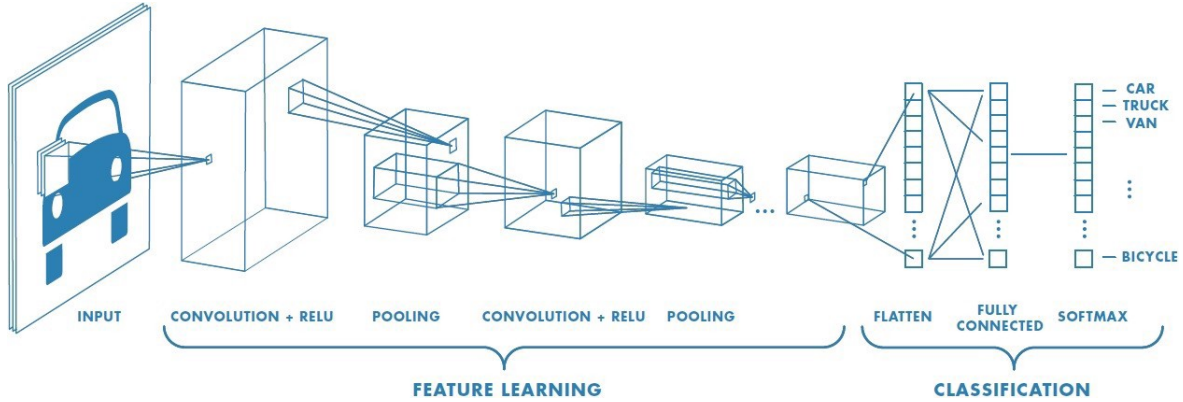 CAR
TRUCK
VAN
BICYCLE
INPUT
CONVOLUTION + RELU
POOLING
CONVOLUTION + RELU
POOLING
FLATTEN
FULLY
CONNECTED
SOFTMAX
FEATURE LEARNING
CLASSIFICATION